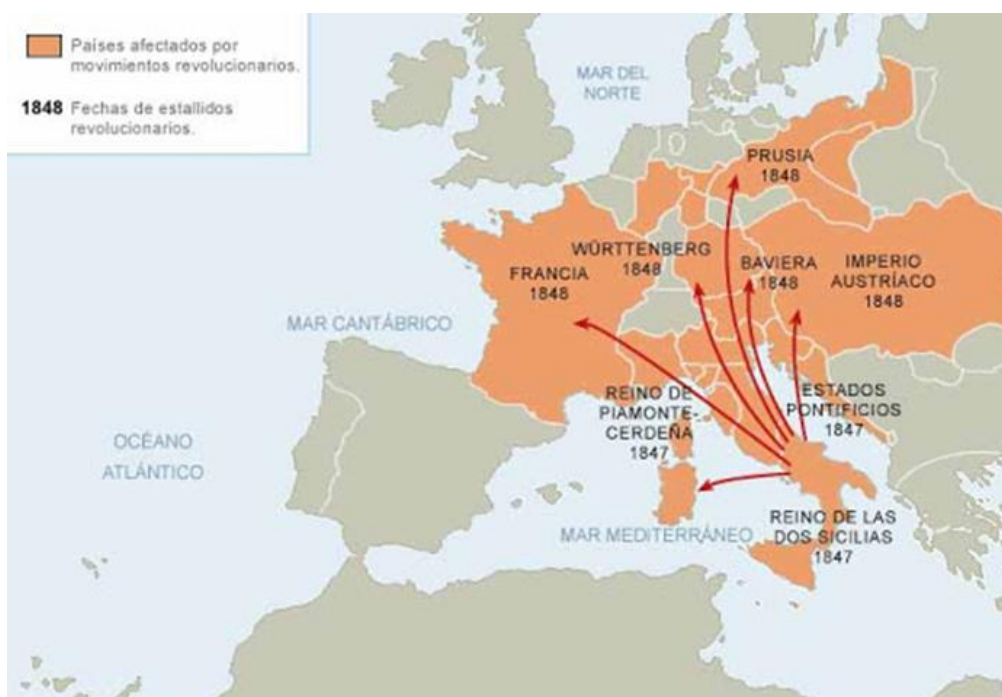 Países afectados por
movimientos revolucionarios.
1848 Fechas de estallidos
revolucionarios.
MAR DEL
NORTE
PRUSIA
1848
WÜRTTENBERG
1848
BAVIERA
1848
IMPERIO
AUSTRÍACO
1848
FRANCIA
1848
MAR CANTÁBRICO
REINO DE
PIAMONTE-
CERDEÑA
1847
ESTADOS
PONTIFICIOS
1847
OCÉANO
ATLÁNTICO
REINO DE LAS
DOS SICILIAS
1847
MAR MEDITERRÁNEO